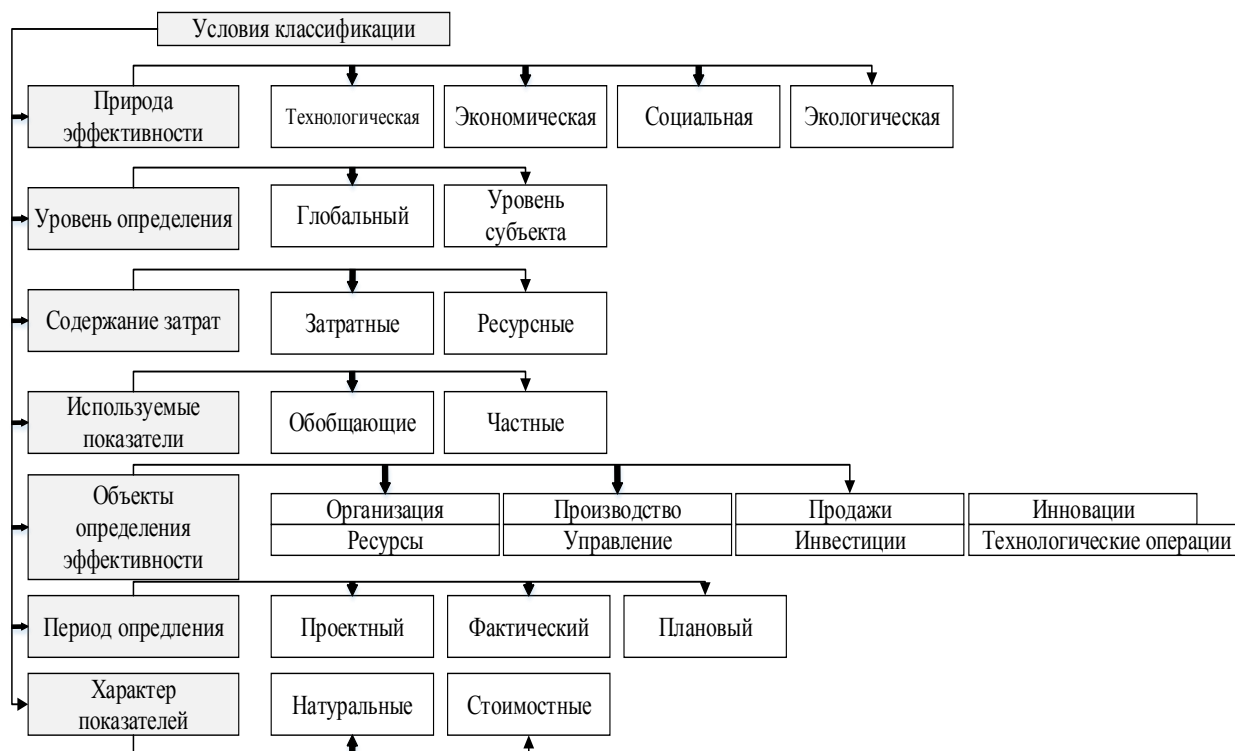 Условия классификации
Природа
эффективности
Технологическая
Экономическая
Социальная
Экологическая
Уровень определения
Глобальный
Уровень
субъекта
Содержание затрат
Затратные
Ресурсные
Используемые
показатели
Обобщающие
Частные
Объекты
определения
эффективности
Организация
Производство
Продажи
Инновации
Ресурсы
Управление
Инвестиции
Технологические операции
Период опредления
Проектный
Фактический
Плановый
Характер
показателей
Натуральные
Стоимостные